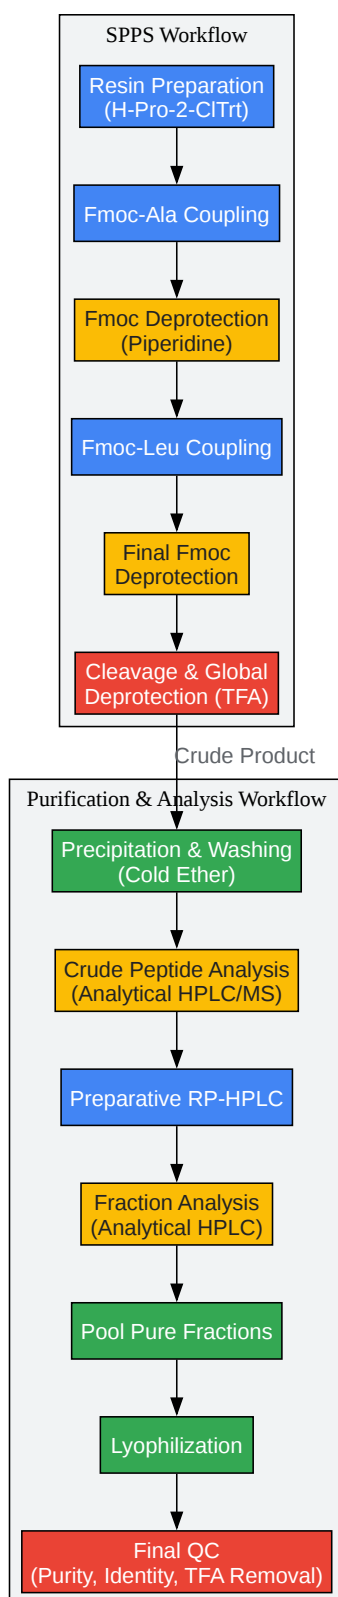 SPPS Workflow
Resin Preparation
(H-Pro-2-ClTrt)
Fmoc-Ala Coupling
Fmoc Deprotection
(Piperidine)
Fmoc-Leu Coupling
Final Fmoc
Deprotection
Cleavage & Global
Deprotection (TFA)
Crude Product
Purification & Analysis Workflow
Precipitation & Washing
(Cold Ether)
Crude Peptide Analysis
(Analytical HPLC/MS)
Preparative RP-HPLC
Fraction Analysis
(Analytical HPLC)
Pool Pure Fractions
Lyophilization
Final QC
(Purity, Identity, TFA Removal)